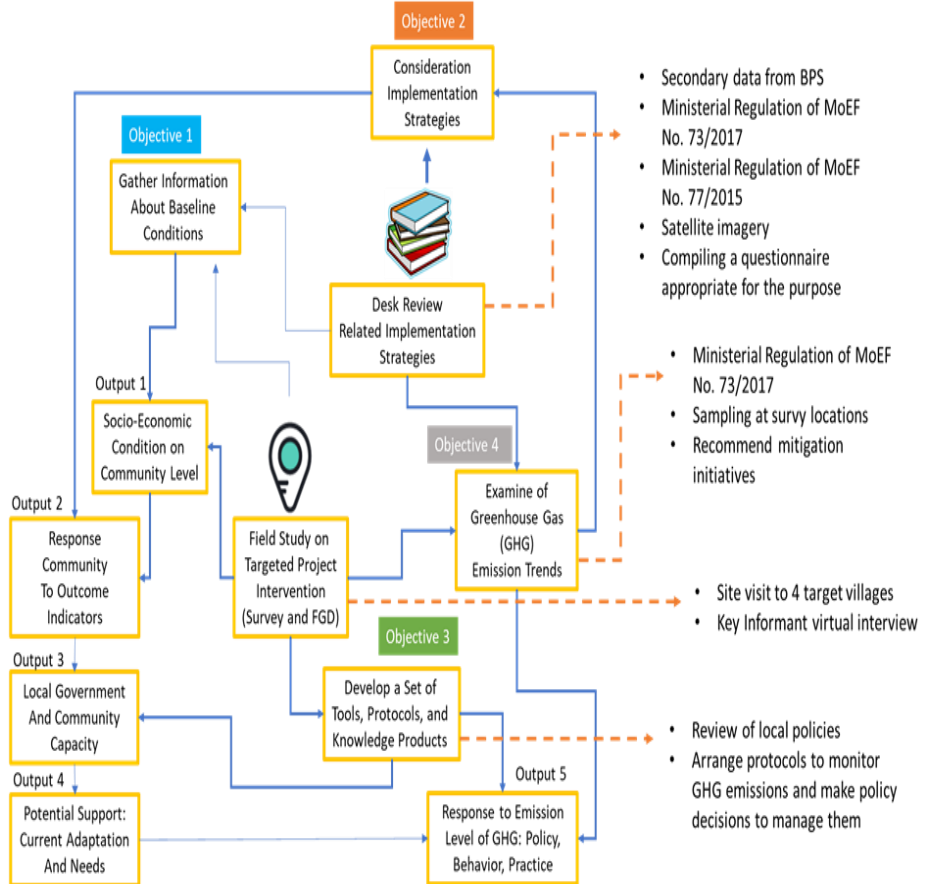 Objective 2
Consideration
Implementation
Strategies
Objective 1
Gather Information
About Baseline
Conditions
Desk Review
Related Implementation
Strategies
Output 1
Socio-Economic
Condition on
Community Level
Objective 4
Examine of
Greenhouse Gas
(GHG)
Emission Trends
Output 2
Response
Community
To Outcome
Indicators
Field Study on
Targeted Project
Intervention
(Survey and FGD)
Objective 3
Output 3
Local Government
And Community
Capacity
Develop a Set of
Tools, Protocols, and
Knowledge Products
Output 4
Potential Support:
Current Adaptation
And Needs
Output 5
Response to Emission
Level of GHG: Policy,
Behavior, Practice
• Secondary data from BPS
• Ministerial Regulation of MoEF
No. 73/2017
• Ministerial Regulation of MoEF
No. 77/2015
• Satellite imagery
• Compiling a questionnaire
appropriate for the purpose
• Ministerial Regulation of MoEF
No. 73/2017
• Sampling at survy locations
• Recommend mitigation
initiatives
• Site visit to 4 target villages
• Key Informant virtual interview
• Review of local policies
• Arrange protocols to monitor
GHG emissions and make policy
decisions to manage them